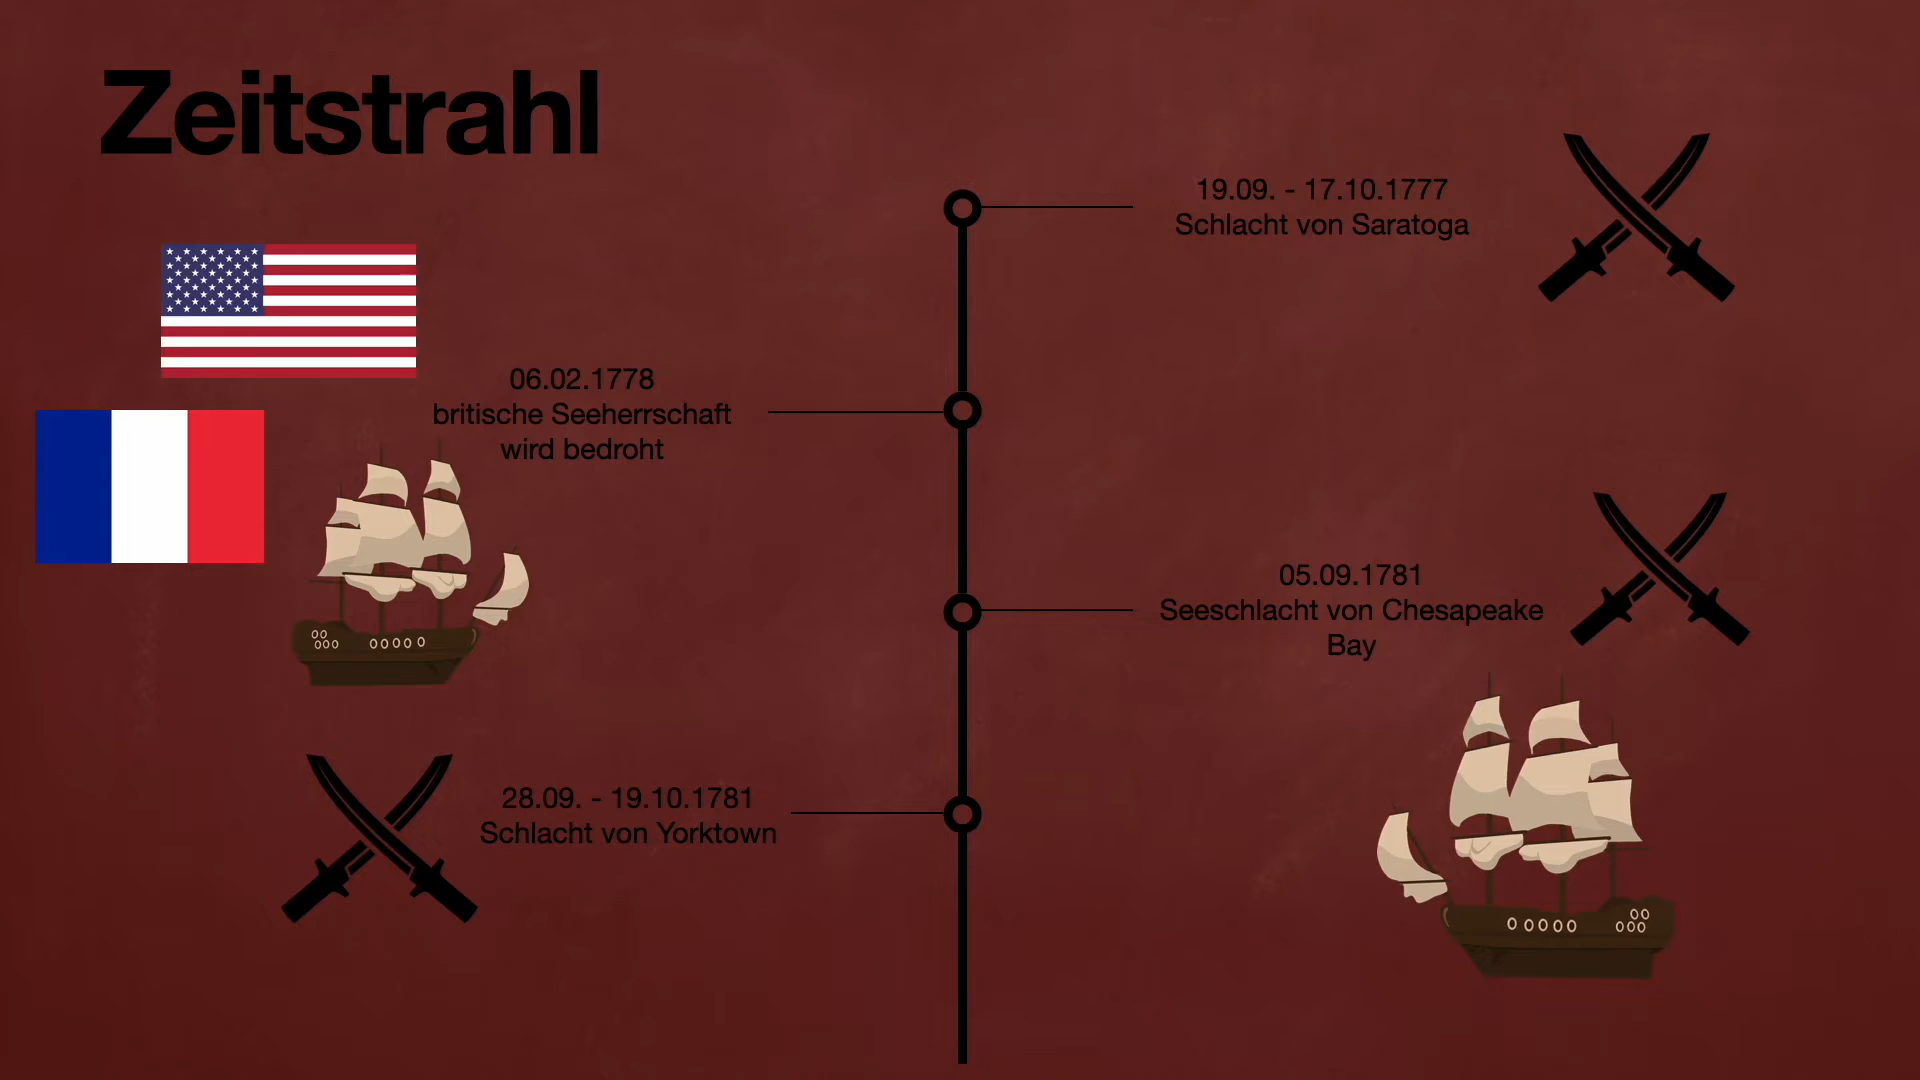 Zeitstrahl
19.09. - 17.10.1777
Schlacht von Saratoga
06.02.1778
britische Seeherrschaft
wird bedroht
05.09.1781
Seeschlacht von Chesapeake
Bay
28.09. - 19.10.1781
Schlacht von Yorktown